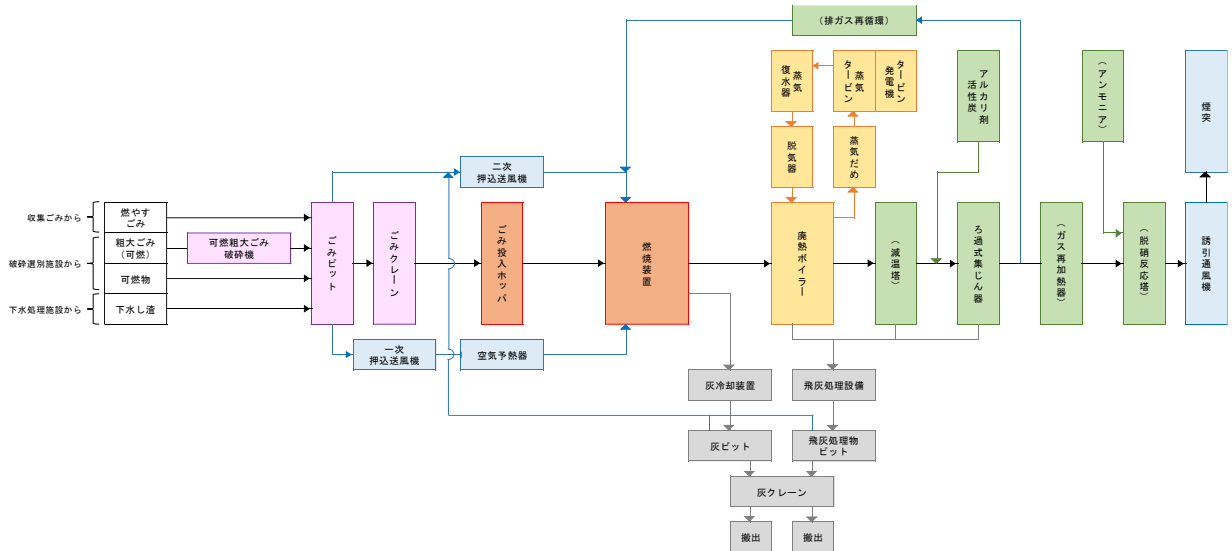 (排ガス再循環)
蒸気
復水器
蒸気
タービン
タービン
発電機
アルカリ剤
活性炭
(アンモニア)
煙突
脱気器
蒸気だめ
二次
押込送風機
収集ごみから
燃やす
ごみ
破砕選別施設から
粗大ごみ
(可燃)
可燃粗大ごみ
破砕機
可燃物
下水処理施設から
下水し渣
ごみピット
ごみクレーン
ごみ投入ホッパ
燃焼装置
廃熱ボイラー
(減温塔)
ろ過式集じん器
(ガス再加熱器)
(脱硝反応塔)
誘引通風機
一次
押込送風機
空気予熱器
灰冷却装置
飛灰処理設備
灰ピット
飛灰処理物
ピット
灰クレーン
搬出
搬出